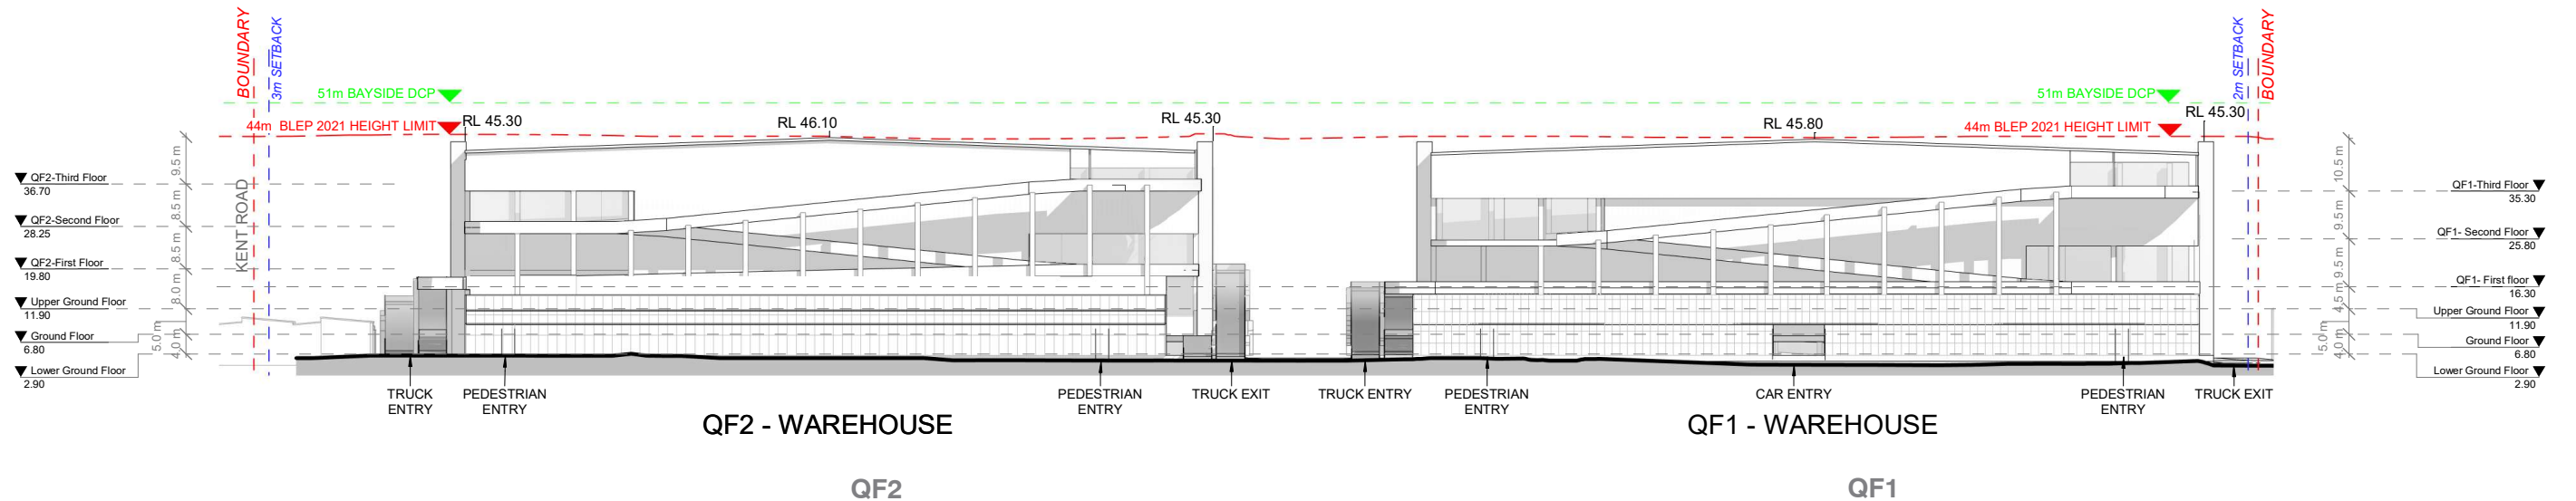 BOUNDARY
3m SETBACK
51m BAYSIDE DCP
44m BLEP 2021 HEIGHT LIMIT
RL 45.30
RL 46.10
RL 45.30
RL 45.80
51m BAYSIDE DCP
44m BLEP 2021 HEIGHT LIMIT
RL 45.30
2m SETBACK
BOUNDARY
KENT ROAD
9.5 m
8.5 m
8.5 m
8.0 m
5.0 m
4.0 m
QF2-Third Floor
36.70
QF2-Second Floor
28.25
QF2-First Floor
19.80
Upper Ground Floor
11.90
Ground Floor
6.80
Lower Ground Floor
2.90
10.5 m
9.5 m
9.5 m
4.5 m
5.0 m
4.0 m
QF1-Third Floor
35.30
QF1- Second Floor
25.80
QF1- First floor
16.30
Upper Ground Floor
11.90
Ground Floor
6.80
Lower Ground Floor
2.90
TRUCK
ENTRY
PEDESTRIAN
ENTRY
PEDESTRIAN
ENTRY
TRUCK EXIT
TRUCK ENTRY
PEDESTRIAN
ENTRY
CAR ENTRY
PEDESTRIAN
ENTRY
TRUCK EXIT
QF2 - WAREHOUSE
QF1 - WAREHOUSE
QF2
QF1